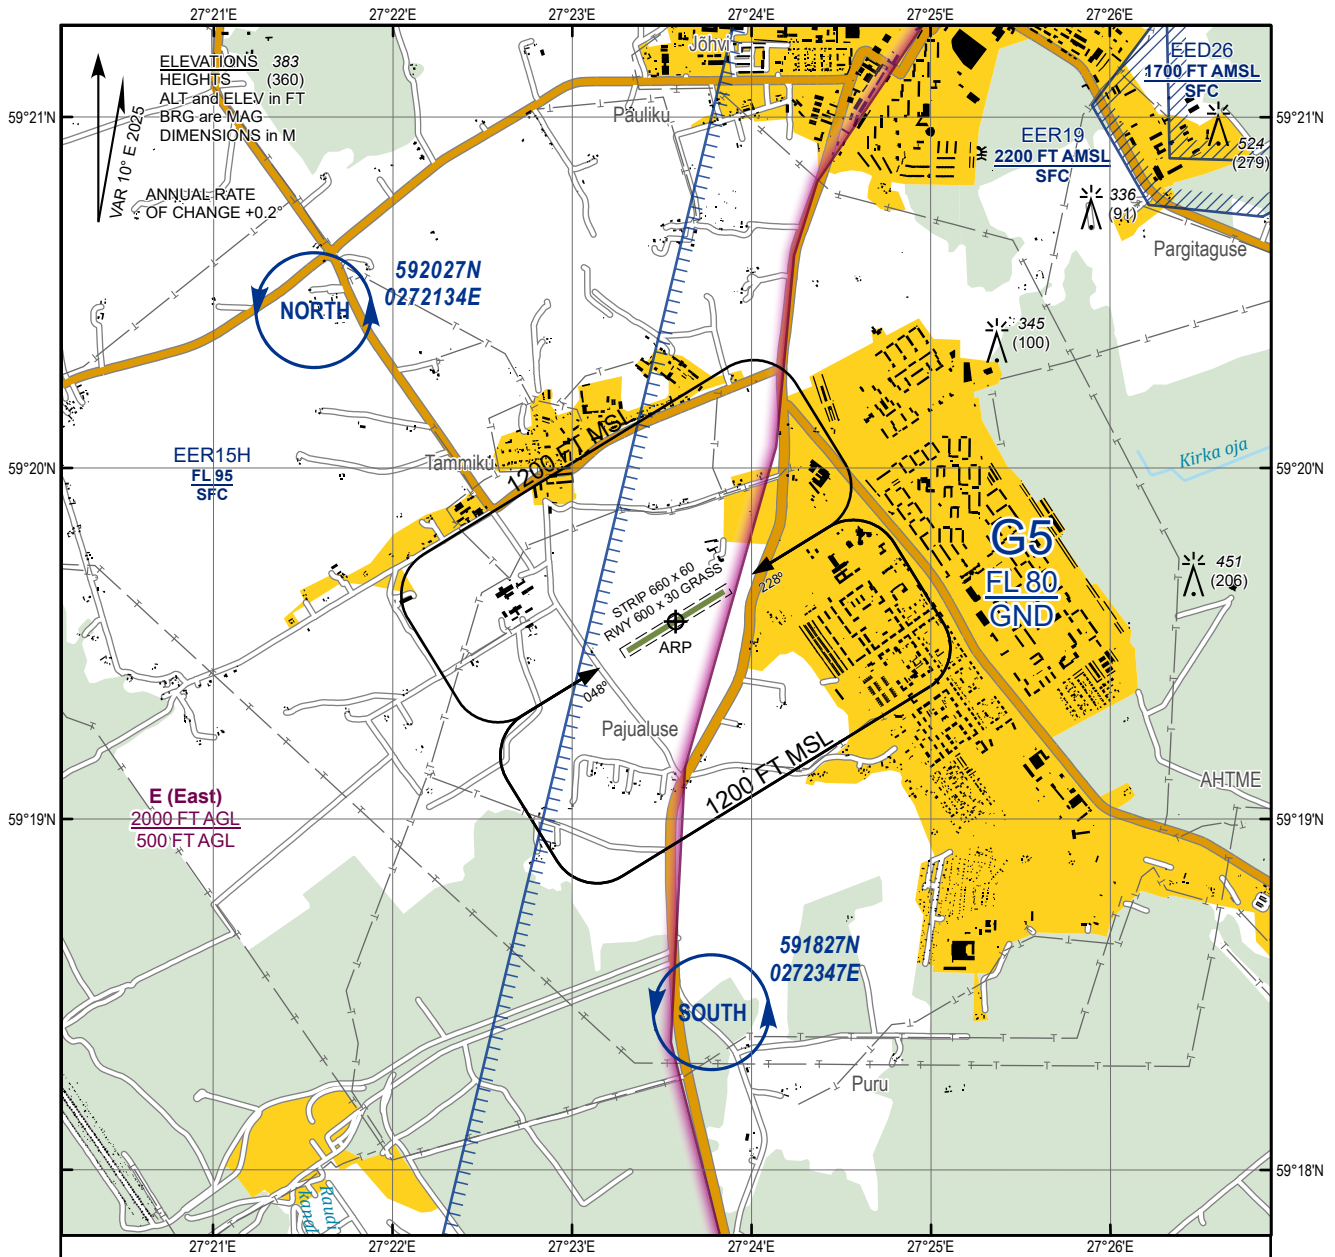 27°21'E
27°22'E
27°23'E
27°24'E
27°25'E
27°26'E
ELEVATIONS 383
HEIGHTS (360)
ALT and ELEV in FT
BRG are MAG
DIMENSIONS in M
VAR 10° E 2025
ANNUAL RATE
OF CHANGE +0.2°
Jõhvi
Pauliku
EED26
1700 FT AMSL
SFC
EER19
2200 FT AMSL
SFC
524
(279)
336
(91)
Pargitaguse
59°21'N
59°21'N
592027N
0272134E
NORTH
345
(100)
EER15H
FL 95
SFC
Tammiku
1200 FT MSL
Kirka oja
59°20'N
59°20'N
G5
FL 80
GND
451
(206)
STRIP 660 x 60
RWY 600 x 30 GRASS
228°
ARP
048°
Pajualuse
1200 FT MSL
AHTME
E (East)
2000 FT AGL
500 FT AGL
59°19'N
59°19'N
591827N
0272347E
SOUTH
Puru
59°18'N
59°18'N
Raudi
kanal
27°21'E
27°22'E
27°23'E
27°24'E
27°25'E
27°26'E